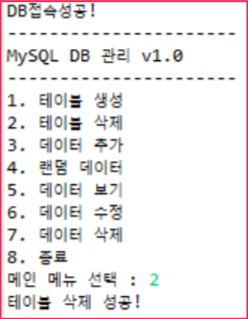 DB접속성공!
-----------------------
MySQL DB 관리 v1.0
-----------------------
1. 테이블 생성
2. 테이블 삭제
3. 데이터 추가
4. 랜덤 데이터
5. 데이터 보기
6. 데이터 수정
7. 데이터 삭제
8. 종료
메인 메뉴 선택 : 2
테이블 삭제 성공!